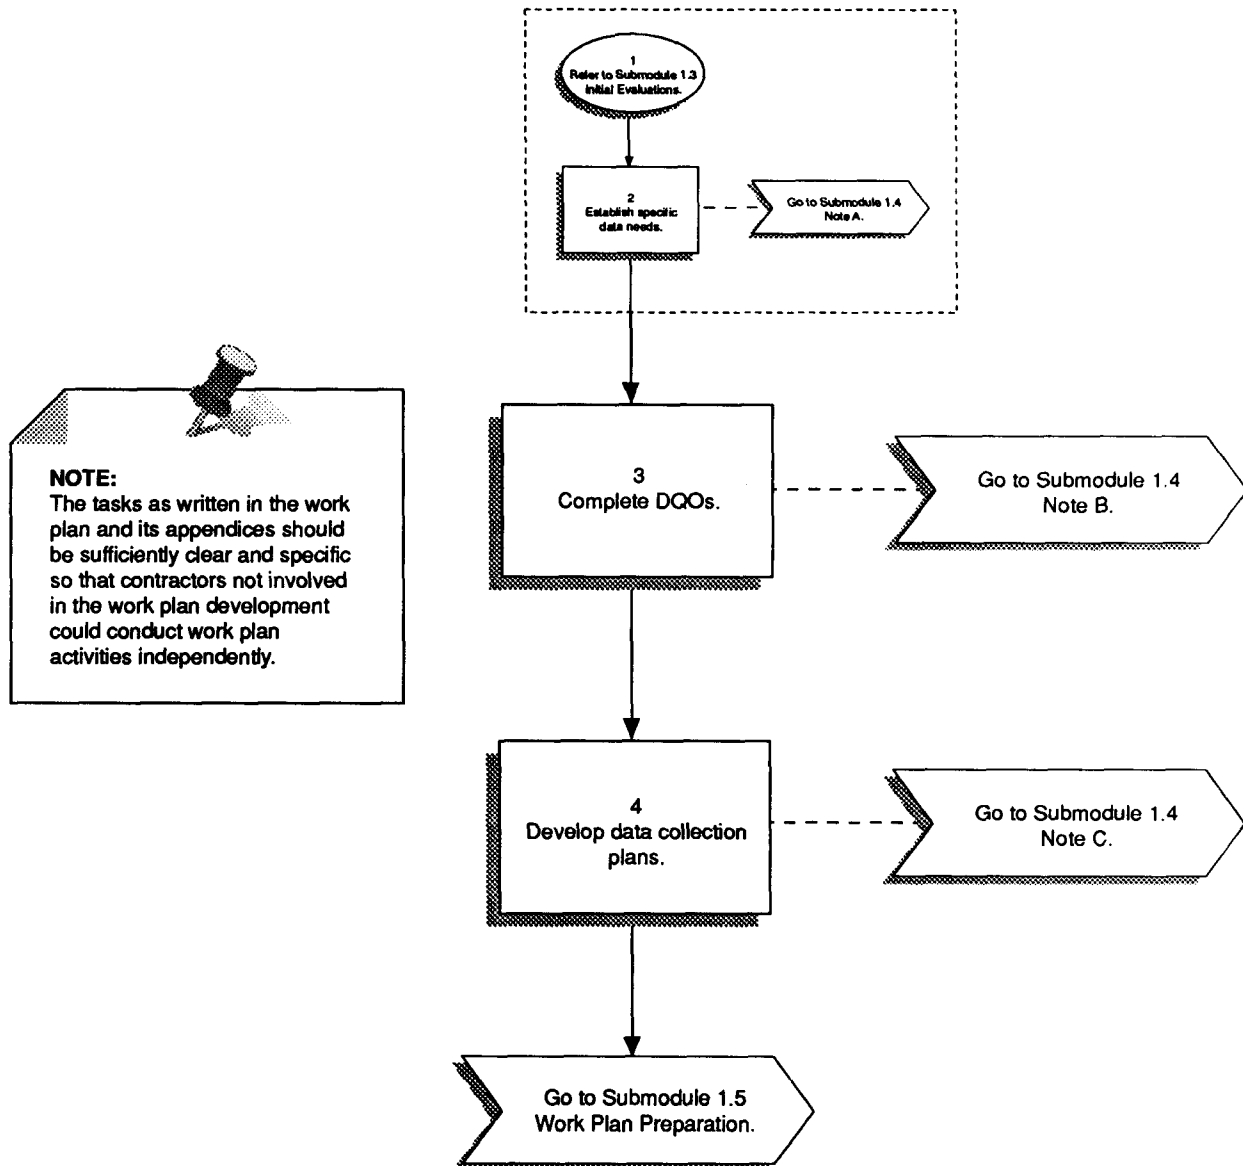 1
Refer to Submodule 1.3
Initial Evaluations.
2
Establish specific
data needs.
Go to Submodule 1.4
Note A.
3
Complete DQOs.
Go to Submodule 1.4
Note B.
NOTE:
The tasks as written in the work
plan and its appendices should
be sufficiently clear and specific
so that contractors not involved
in the work plan development
could conduct work plan
activities independently.
4
Develop data collection
plans.
Go to Submodule 1.4
Note C.
Go to Submodule 1.5
Work Plan Preparation.